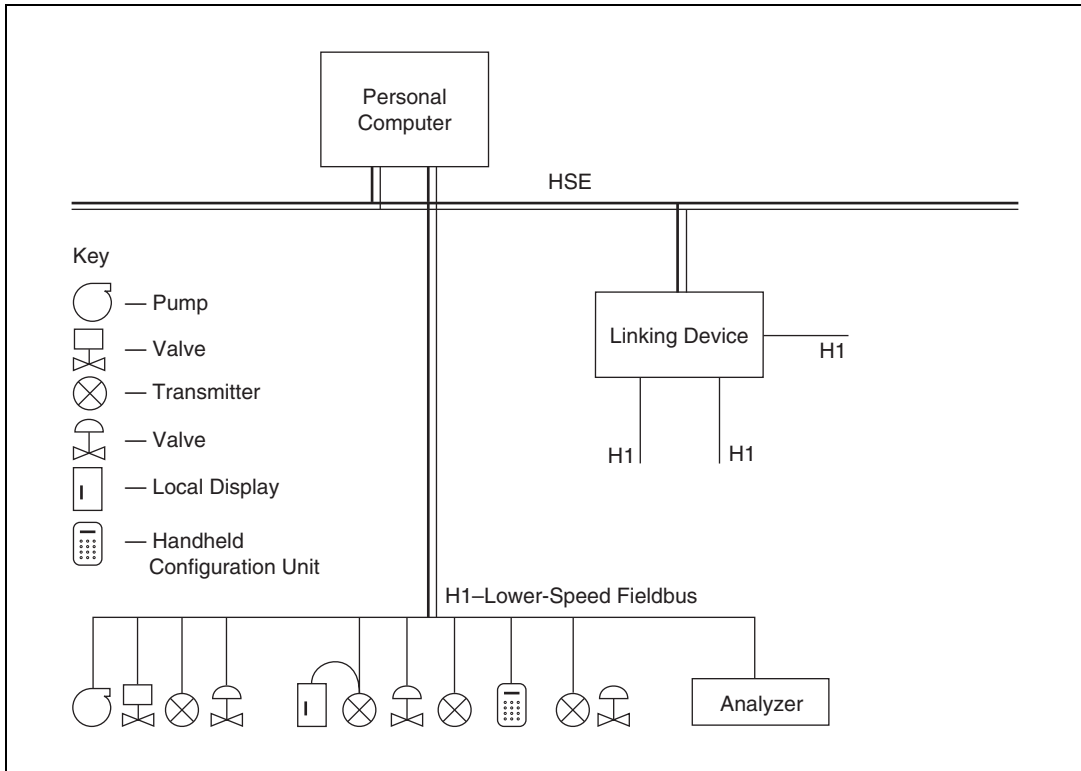 Personal
Computer
HSE
Key
— Pump
— Valve
— Transmitter
— Valve
— Local Display
— Handheld
Configuration Unit
Linking Device
H1
H1
H1
H1–Lower-Speed Fieldbus
Analyzer